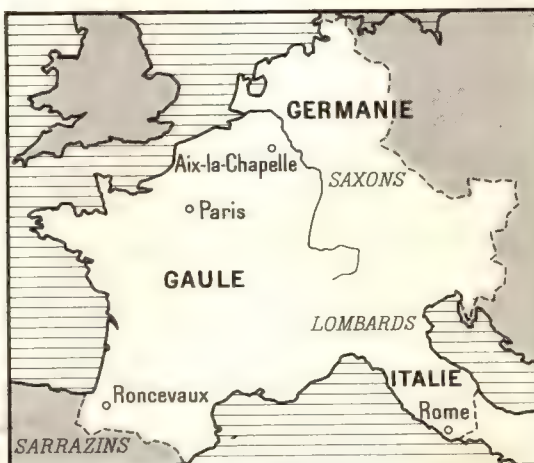 GERMANIE
Aix-la-Chapelle
SAXONS
Paris
GAULE
LOMBARDS
ITALIE
Roncevaux
Rome
SARRAZINS